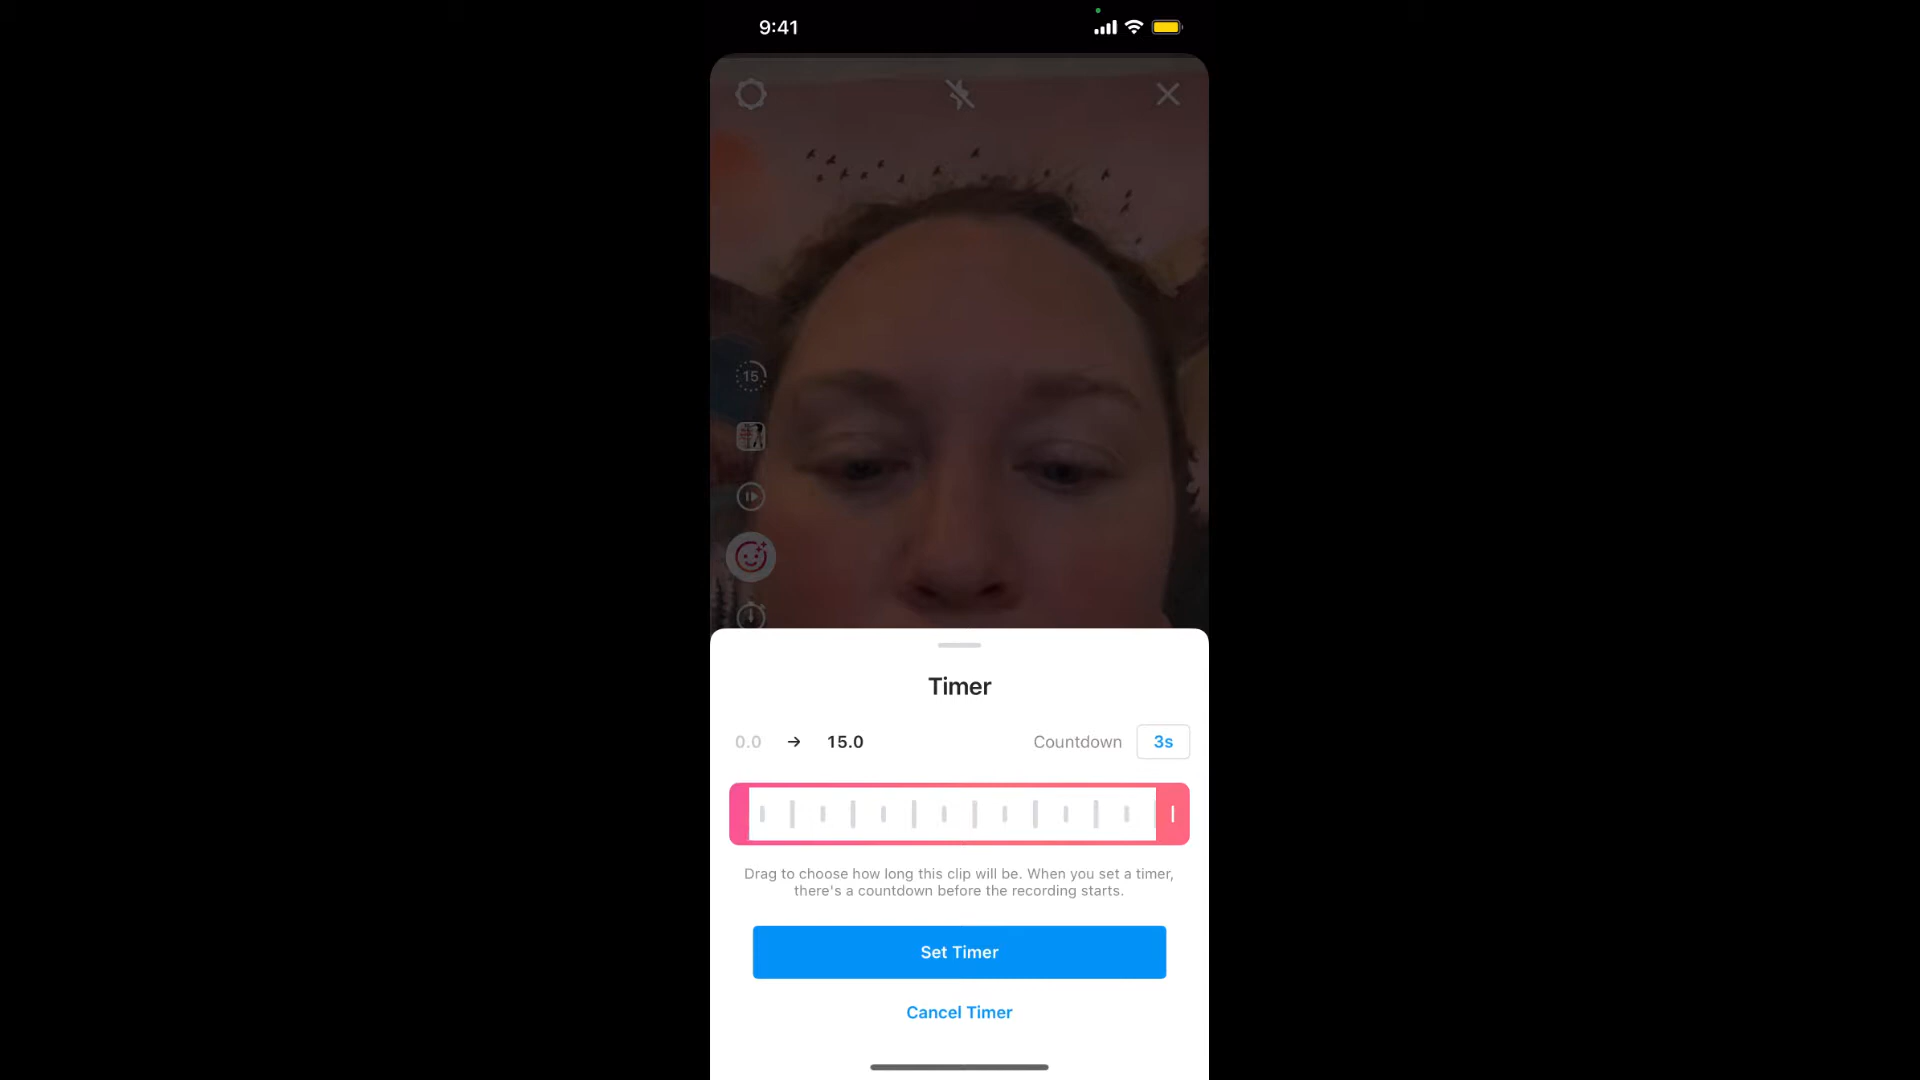 9:41
15
Timer
0.0 → 15.0 Countdown 3s
Drag to choose how long this clip will be. When you set a timer,
there's a countdown before the recording starts.
Set Timer
Cancel Timer